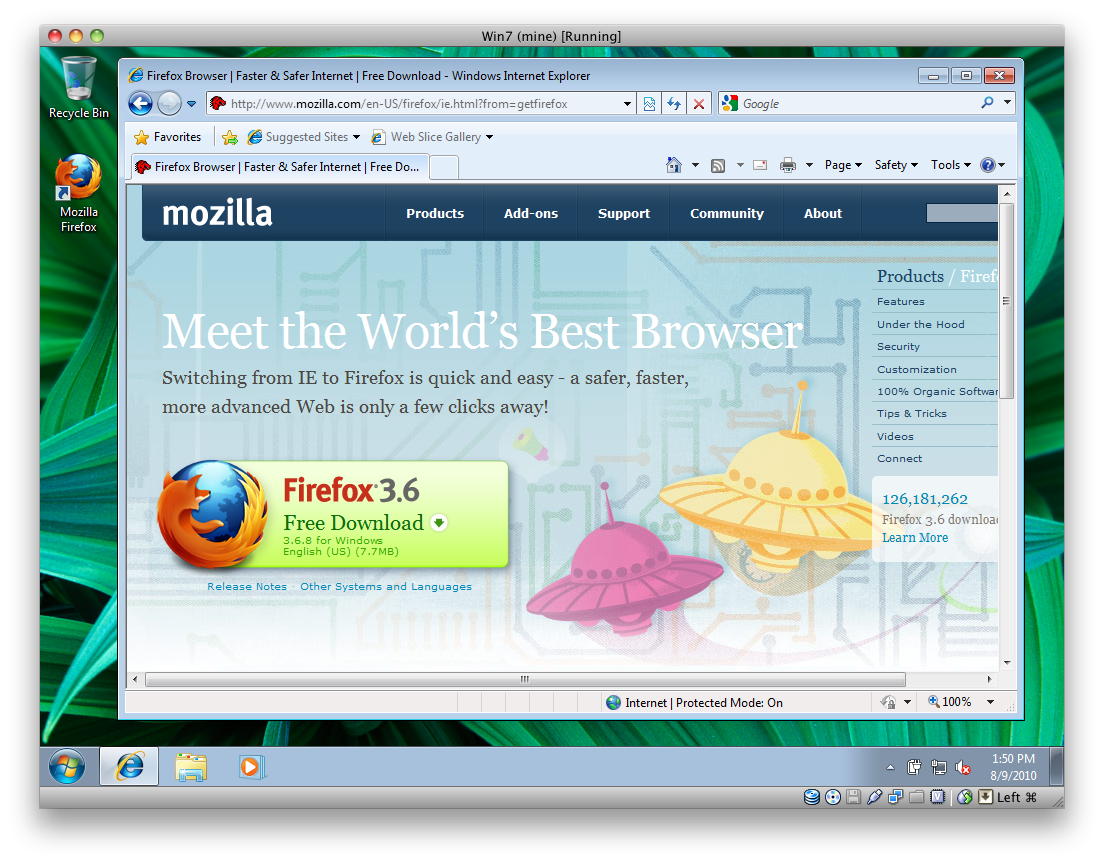 Win7 (mine) [Running]
Recycle Bin
Mozilla
Firefox
Firefox Browser | Faster & Safer Internet | Free Download - Windows Internet Explorer
http://www.mozilla.com/en-US/firefox/ie.html?from=getfirefox
Google
Favorites
Suggested Sites
Web Slice Gallery
Firefox Browser | Faster & Safer Internet | Free Do...
Page
Safety
Tools
mozilla
Products
Add-ons
Support
Community
About
Products / Firef
Features
Under the Hood
Security
Customization
100% Organic Softwar
Tips & Tricks
Videos
Connect
Meet the World's Best Browser
Switching from IE to Firefox is quick and easy - a safer, faster,
more advanced Web is only a few clicks away!
Firefox 3.6
Free Download
3.6.8 for Windows
English (US) (7.7MB)
Release Notes - Other Systems and Languages
126,181,262
Firefox 3.6 downloa
Learn More
Internet | Protected Mode: On
100%
1:50 PM
8/9/2010
Left ⌘